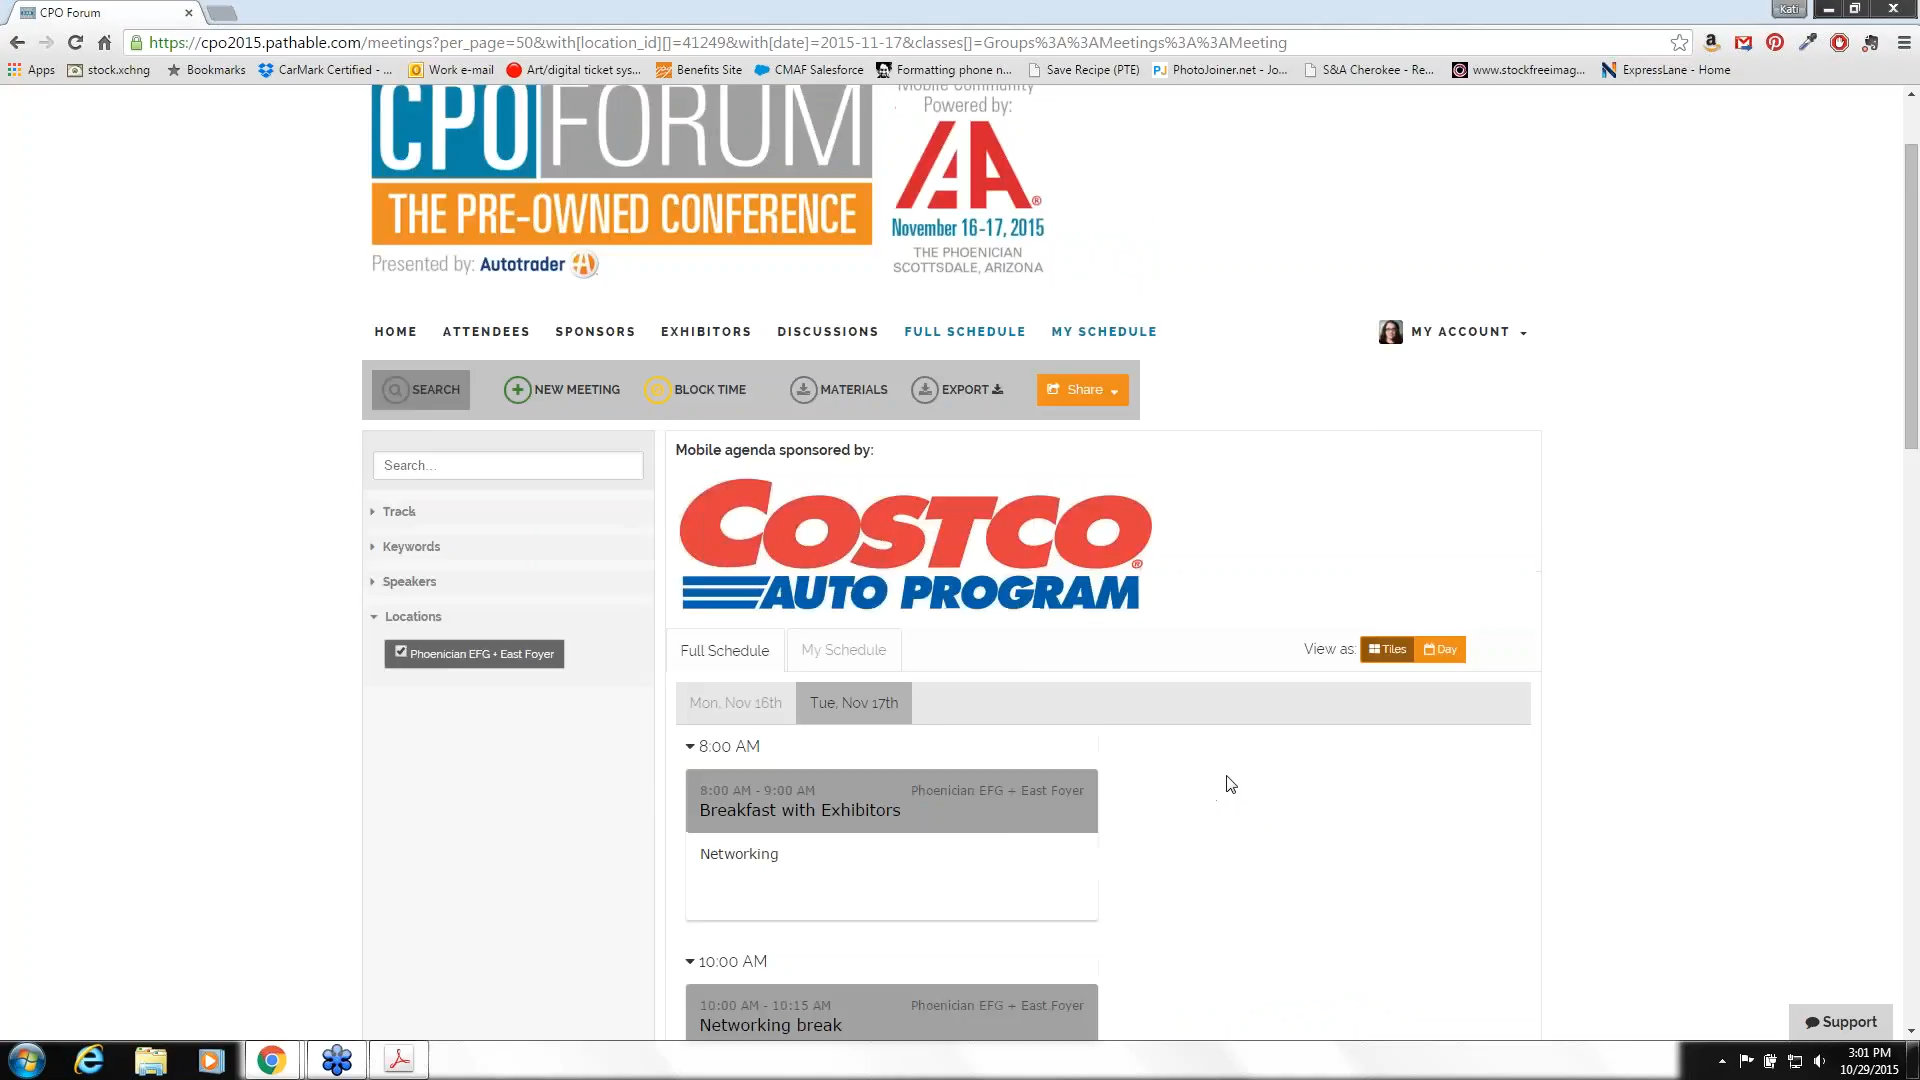 CPO Forum
Kati
https://cpo2015.pathable.com/meetings?per_page=50&with[location_id][]=41249&with[date]=2015-11-17&classes[]=Groups%3A%3AMeetings%3A%3AMeeting
Apps stock.xchng Bookmarks CarMark Certified - ... Work e-mail Art/digital ticket sys... Benefits Site CMAF Salesforce Formatting phone n... Save Recipe (PTE) PhotoJoiner.net - Jo... S&A Cherokee - Re... www.stockfreeimag... ExpressLane - Home
CPO FORUM
THE PRE-OWNED CONFERENCE
Presented by: Autotrader
Mobile Community
Powered by:
IAA®
November 16-17, 2015
THE PHOENICIAN
SCOTTSDALE, ARIZONA
HOME ATTENDEES SPONSORS EXHIBITORS DISCUSSIONS FULL SCHEDULE MY SCHEDULE MY ACCOUNT
SEARCH NEW MEETING BLOCK TIME MATERIALS EXPORT Share
Search...
Track
Keywords
Speakers
Locations
Phoenician EFG + East Foyer
Mobile agenda sponsored by:
COSTCO®
AUTO PROGRAM
Full Schedule My Schedule View as: Tiles Day
Mon, Nov 16th Tue, Nov 17th
8:00 AM
8:00 AM - 9:00 AM Phoenician EFG + East Foyer
Breakfast with Exhibitors
Networking
10:00 AM
10:00 AM - 10:15 AM Phoenician EFG + East Foyer
Networking break
Support
3:01 PM
10/29/2015